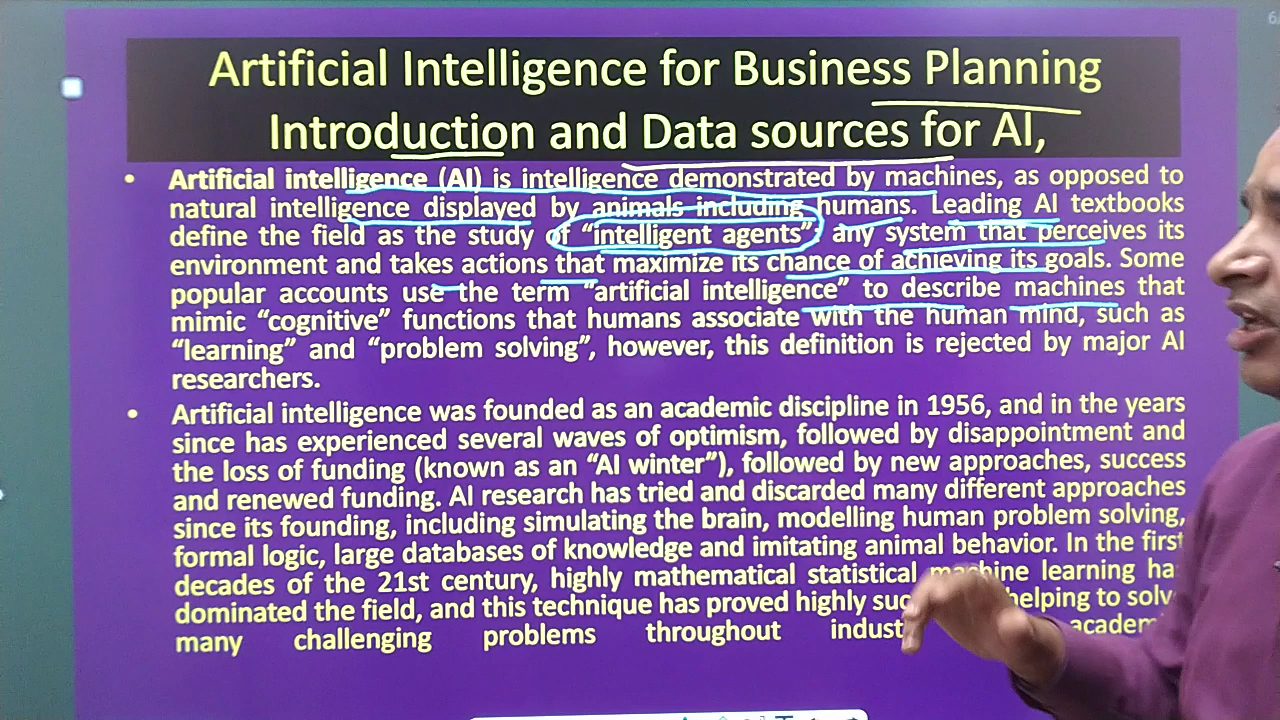 Artificial Intelligence for Business Planning
Introduction and Data sources for AI,
• Artificial intelligence (AI) is intelligence demonstrated by machines, as opposed to
natural intelligence displayed by animals including humans. Leading AI textbooks
define the field as the study of “intelligent agents”: any system that perceives its
environment and takes actions that maximize its chance of achieving its goals. Some
popular accounts use the term “artificial intelligence” to describe machines that
mimic “cognitive” functions that humans associate with the human mind, such as
“learning” and “problem solving”, however, this definition is rejected by major AI
researchers.
• Artificial intelligence was founded as an academic discipline in 1956, and in the years
since has experienced several waves of optimism, followed by disappointment and
the loss of funding (known as an “AI winter”), followed by new approaches, success
and renewed funding. AI research has tried and discarded many different approaches
since its founding, including simulating the brain, modelling human problem solving,
formal logic, large databases of knowledge and imitating animal behavior. In the first
decades of the 21st century, highly mathematical statistical machine learning
dominated the field, and this technique has proved highly helping to
many challenging problems throughout